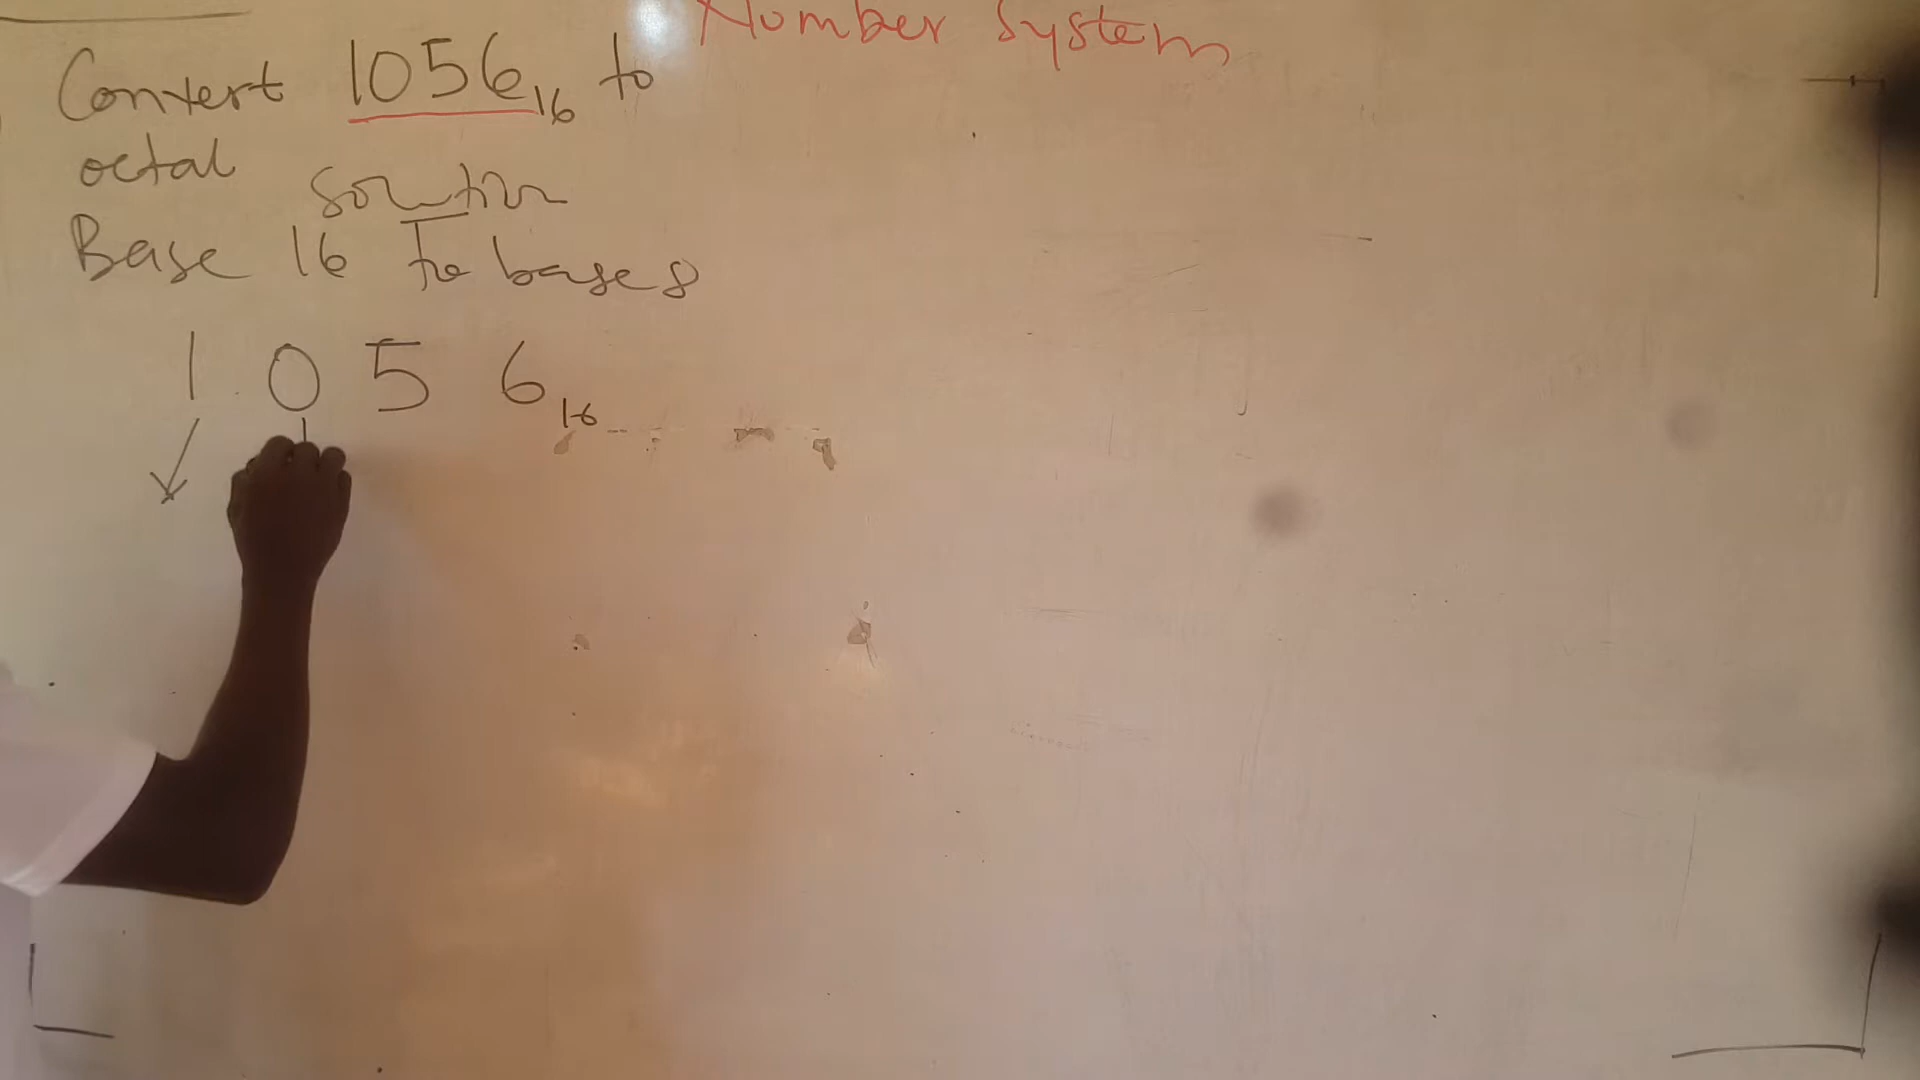 Number System
Convert 1056₁₆ to
octal
Solution
Base 16 To base 8
1 0 5 6₁₆